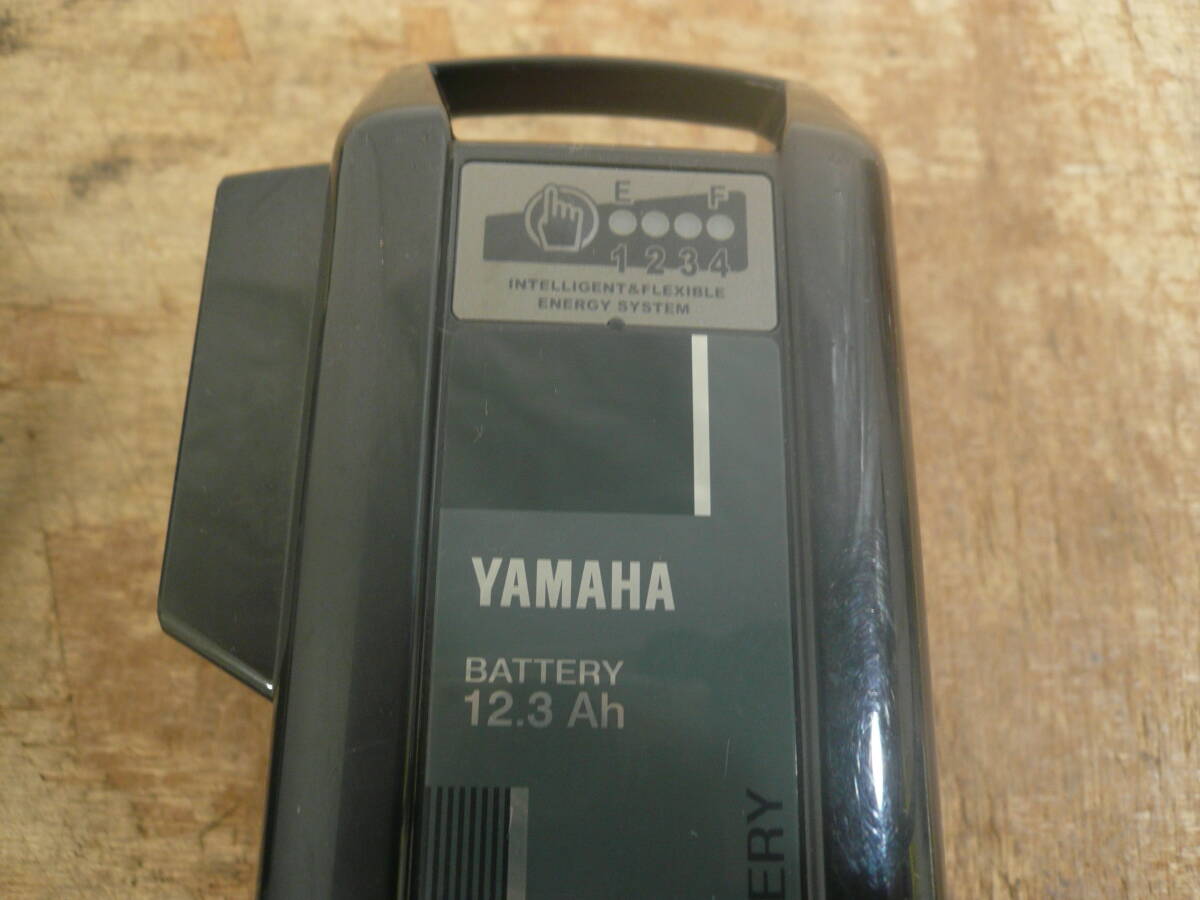 E F
1 2 3 4
INTELLIGENT&FLEXIBLE
ENERGY SYSTEM
YAMAHA
BATTERY
12.3 Ah
ERY